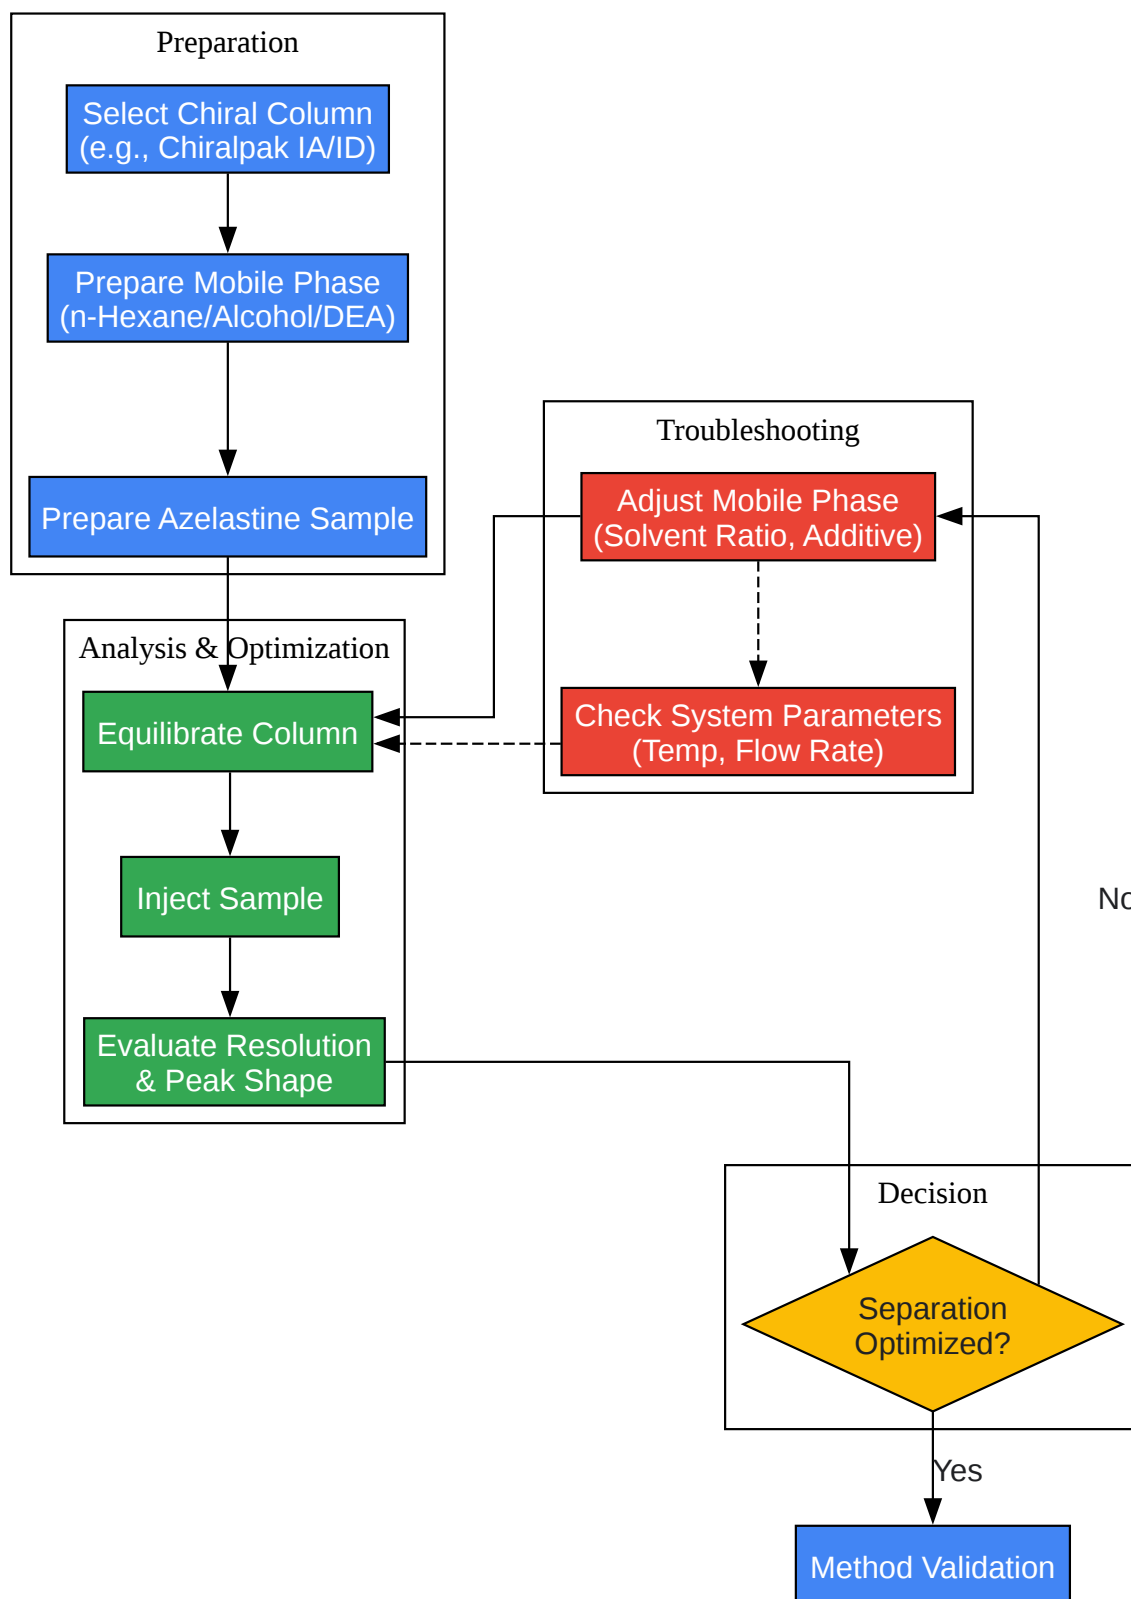 Preparation
Select Chiral Column
(e.g., Chiralpak IA/ID)
Prepare Mobile Phase
(n-Hexane/Alcohol/DEA)
Prepare Azelastine Sample
Troubleshooting
Adjust Mobile Phase
(Solvent Ratio, Additive)
Check System Parameters
(Temp, Flow Rate)
Analysis & Optimization
Equilibrate Column
Inject Sample
Evaluate Resolution
& Peak Shape
No
Decision
Separation
Optimized?
Yes
Method Validation